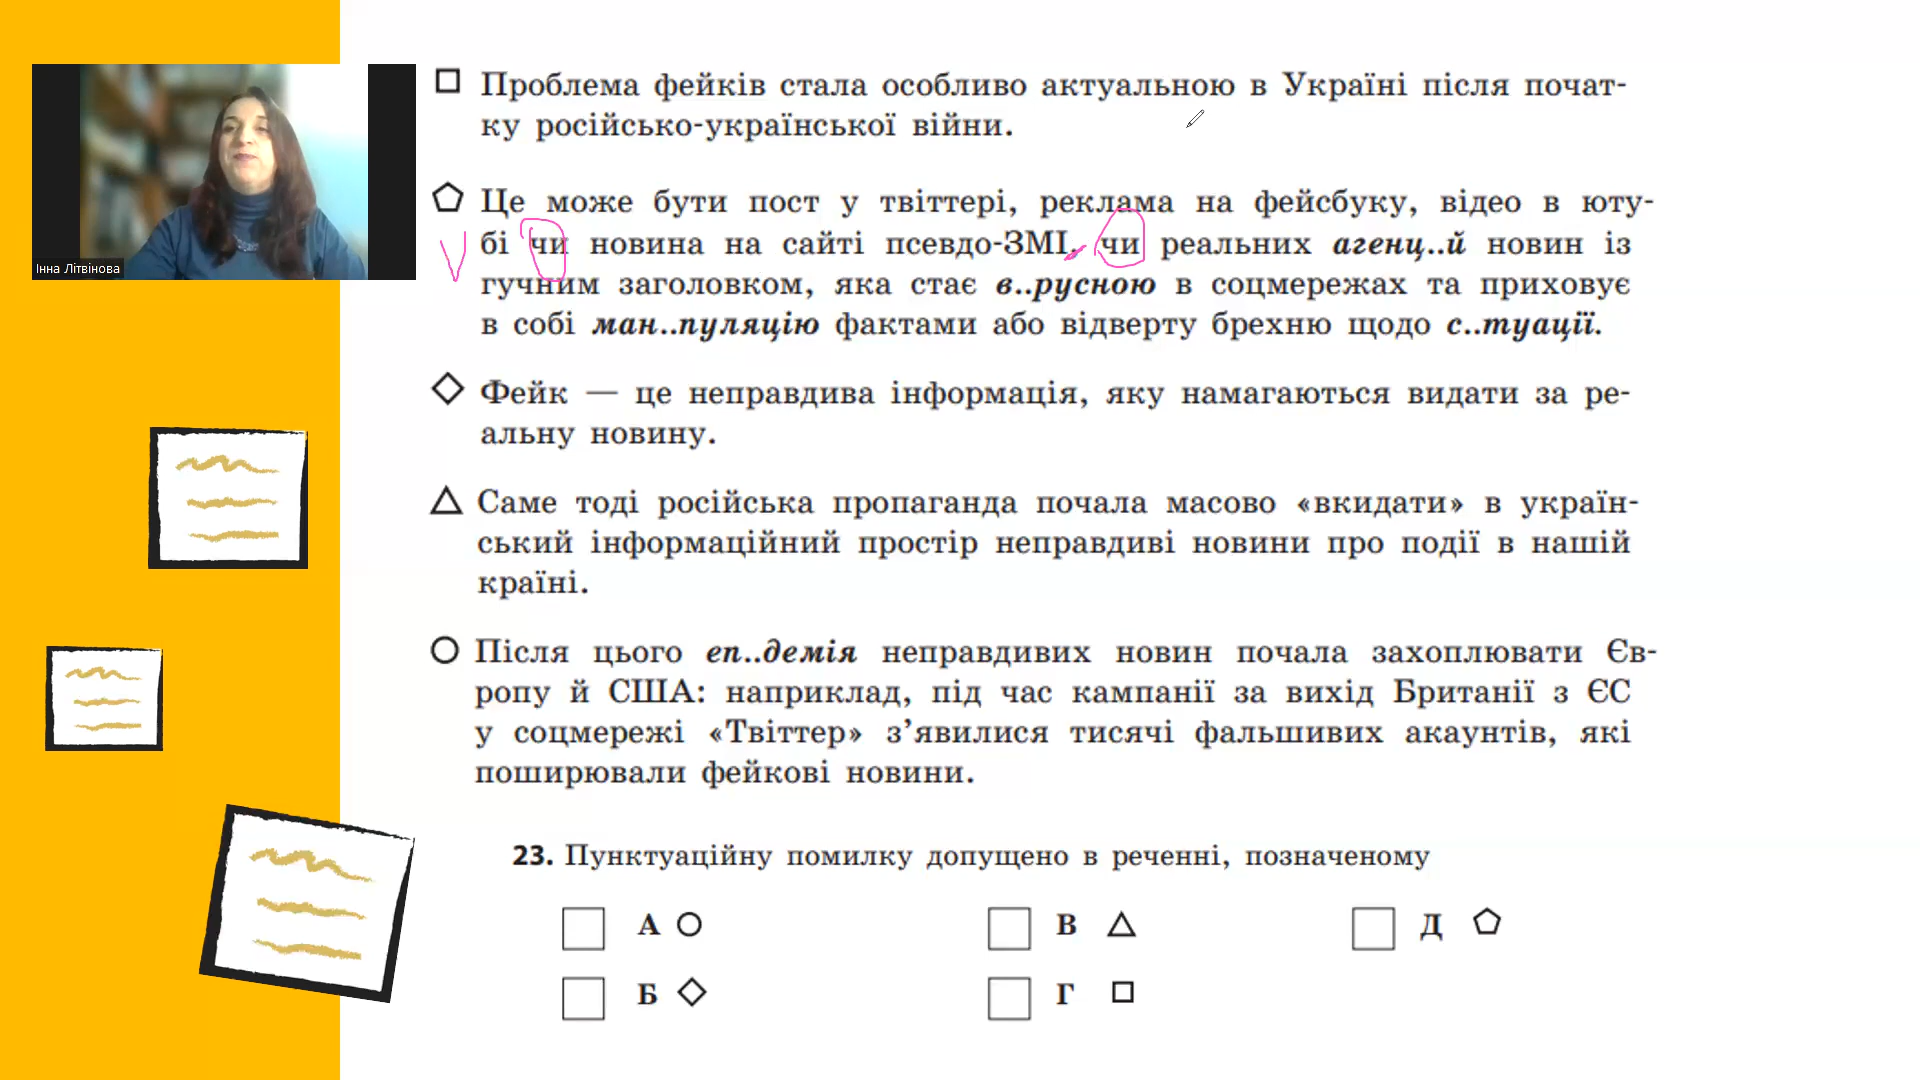 Інна Літвінова
Проблема фейків стала особливо актуальною в Україні після почат-
ку російсько-української війни.
Це може бути пост у твіттері, реклама на фейсбуку, відео в юту-
бі чи новина на сайті псевдо-ЗМІ, чи реальних агенц..й новин із
гучним заголовком, яка стає в..русною в соцмережах та приховує
в собі ман..пуляцію фактами або відверту брехню щодо с..туації.
Фейк — це неправдива інформація, яку намагаються видати за ре-
альну новину.
Саме тоді російська пропаганда почала масово «вкидати» в україн-
ський інформаційний простір неправдиві новини про події в нашій
країні.
Після цього еп..демія неправдивих новин почала захоплювати Єв-
ропу й США: наприклад, під час кампанії за вихід Британії з ЄС
у соцмережі «Твіттер» з’явилися тисячі фальшивих акаунтів, які
поширювали фейкові новини.
23. Пунктуаційну помилку допущено в реченні, позначеному
А
В
Д
Б
Г